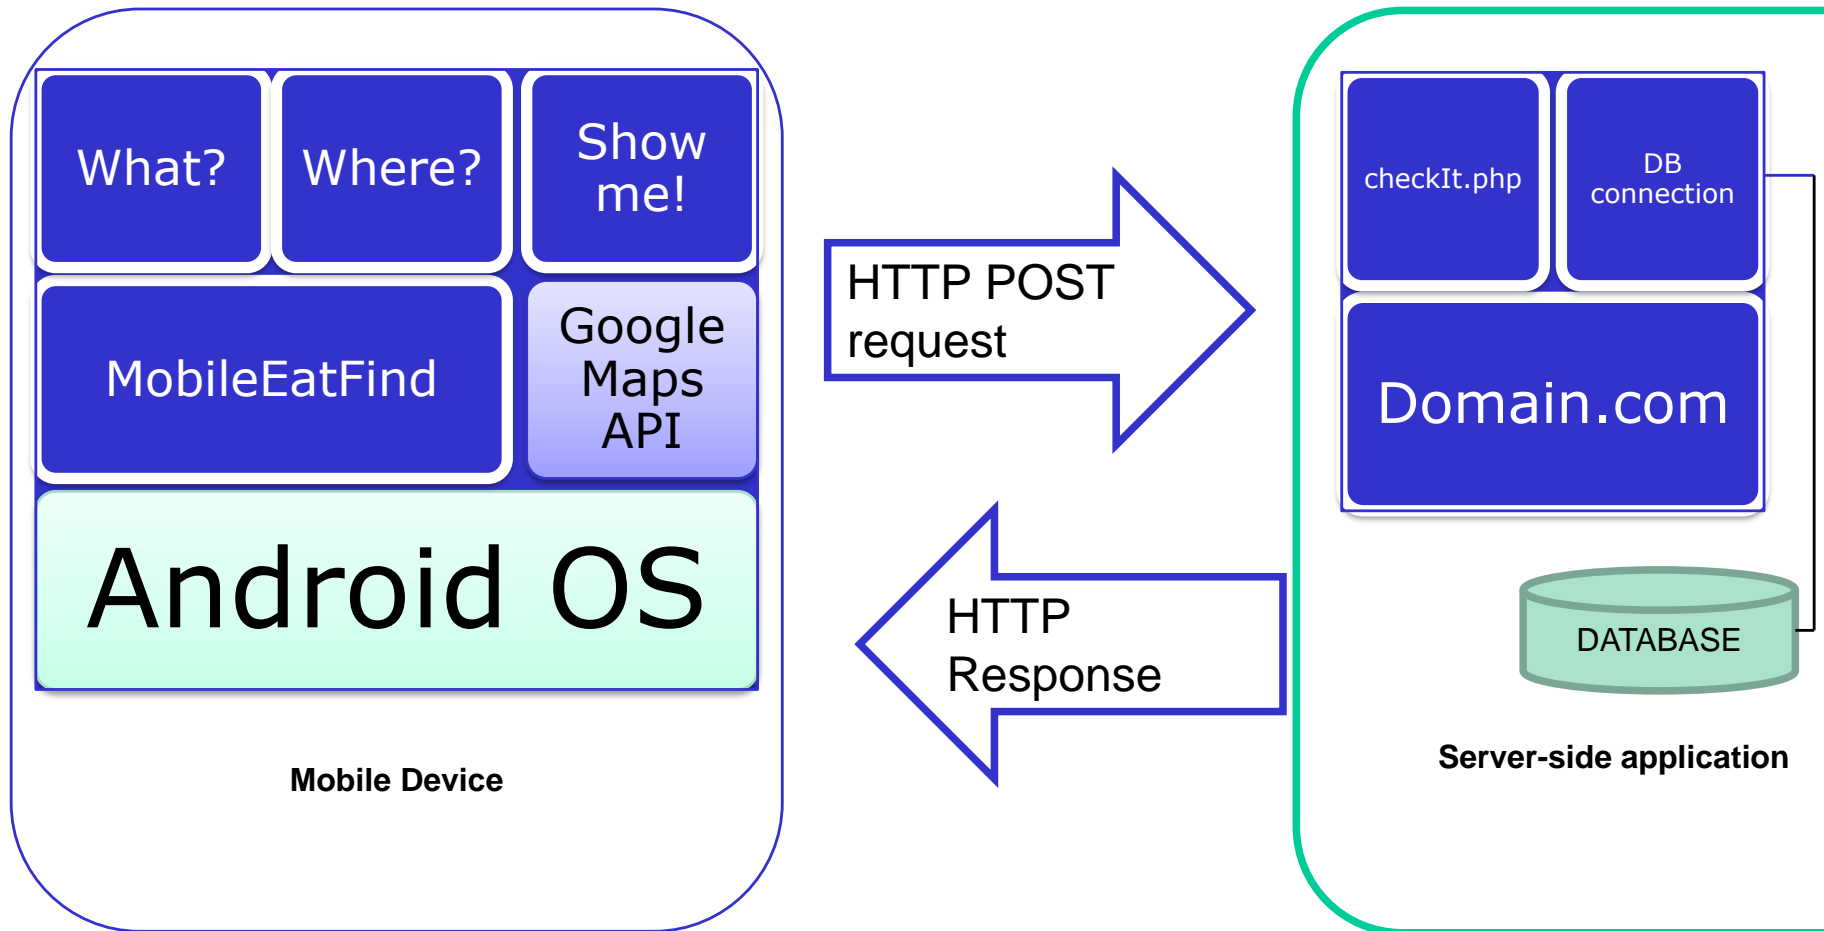 What?
Where?
Show
me!
MobileEatFind
Google
Maps
API
Android OS
Mobile Device
HTTP POST
request
HTTP
Response
checkIt.php
DB
connection
Domain.com
DATABASE
Server-side application